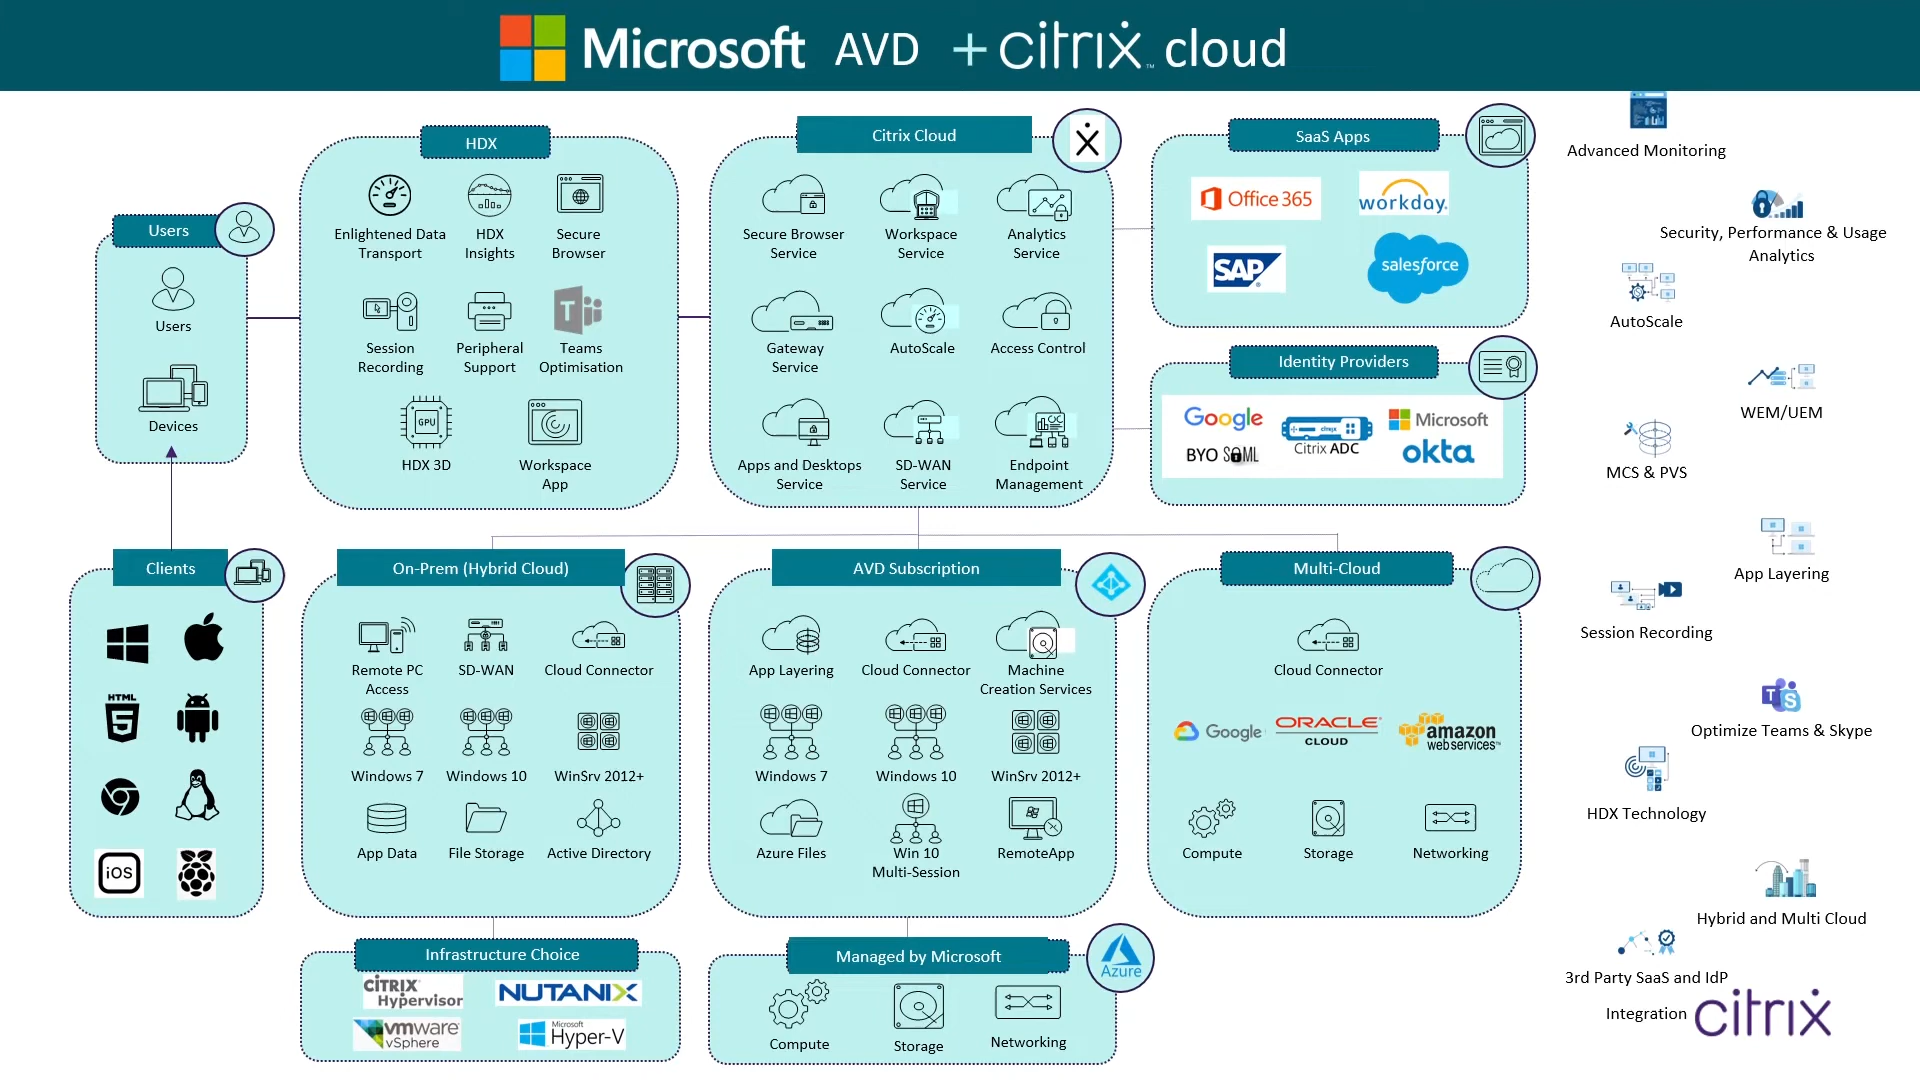 Microsoft AVD + citrix™ cloud
HDX
Enlightened Data
Transport
HDX
Insights
Secure
Browser
Session
Recording
Peripheral
Support
Teams
Optimisation
GPU
HDX 3D
Workspace
App
Citrix Cloud
Secure Browser
Service
Workspace
Service
Analytics
Service
Gateway
Service
AutoScale
Access Control
Apps and Desktops
Service
SD-WAN
Service
Endpoint
Management
SaaS Apps
Office 365
workday.
SAP
salesforce
Identity Providers
Google
citrix
Citrix ADC
Microsoft
BYO SAML
okta
Users
Users
Devices
Clients
HTML
5
iOS
On-Prem (Hybrid Cloud)
Remote PC
Access
SD-WAN
Cloud Connector
Windows 7
Windows 10
WinSrv 2012+
App Data
File Storage
Active Directory
AVD Subscription
App Layering
Cloud Connector
Machine
Creation Services
Windows 7
Windows 10
WinSrv 2012+
Azure Files
Win 10
Multi-Session
RemoteApp
Multi-Cloud
Cloud Connector
Google
ORACLE
CLOUD
amazon
webservices™
Compute
Storage
Networking
Infrastructure Choice
CITRIX
Hypervisor
NUTANIX
vmware
vSphere
Microsoft
Hyper-V
Managed by Microsoft
Azure
Compute
Storage
Networking
Advanced Monitoring
Security, Performance & Usage
Analytics
AutoScale
WEM/UEM
MCS & PVS
App Layering
Session Recording
Optimize Teams & Skype
HDX Technology
Hybrid and Multi Cloud
3rd Party SaaS and IdP
Integration
citrix